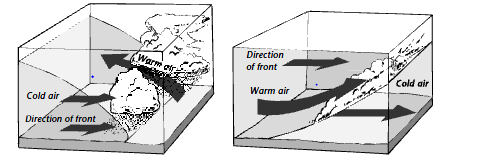 Warm air
Cold air
Direction of front
Direction
of front
Warm air
Cold air